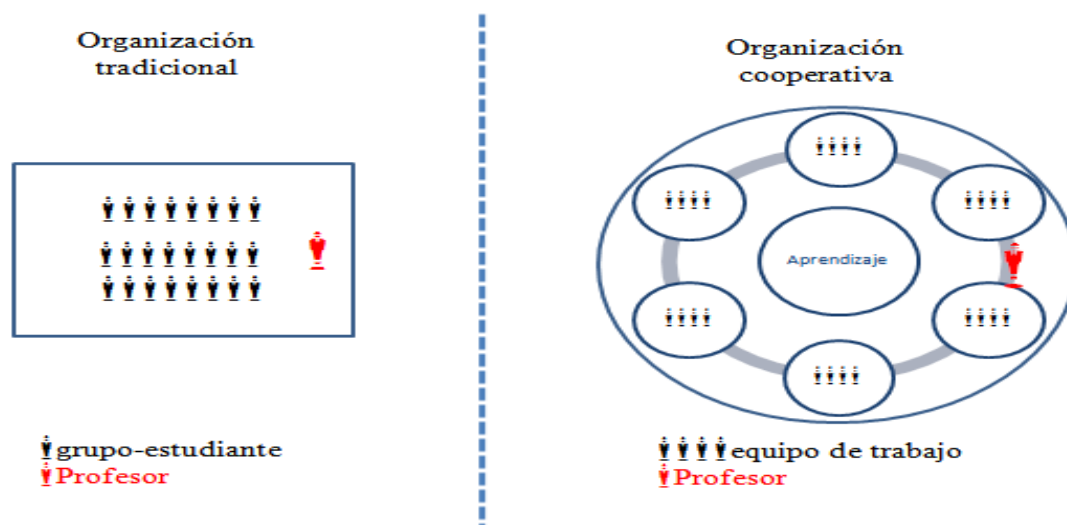 Organización
tradicional
grupo-estudiante
Profesor
Organización
cooperativa
Aprendizaje
equipo de trabajo
Profesor